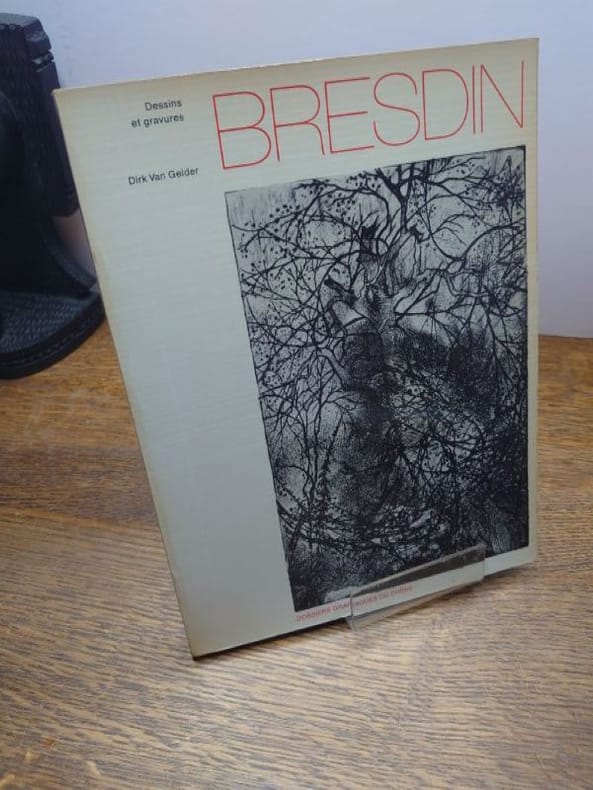 Dessins
et gravures
BRESDIN
Dirk Van Gelder
DOSSIERS GRAPHIQUES DU CHÊNE